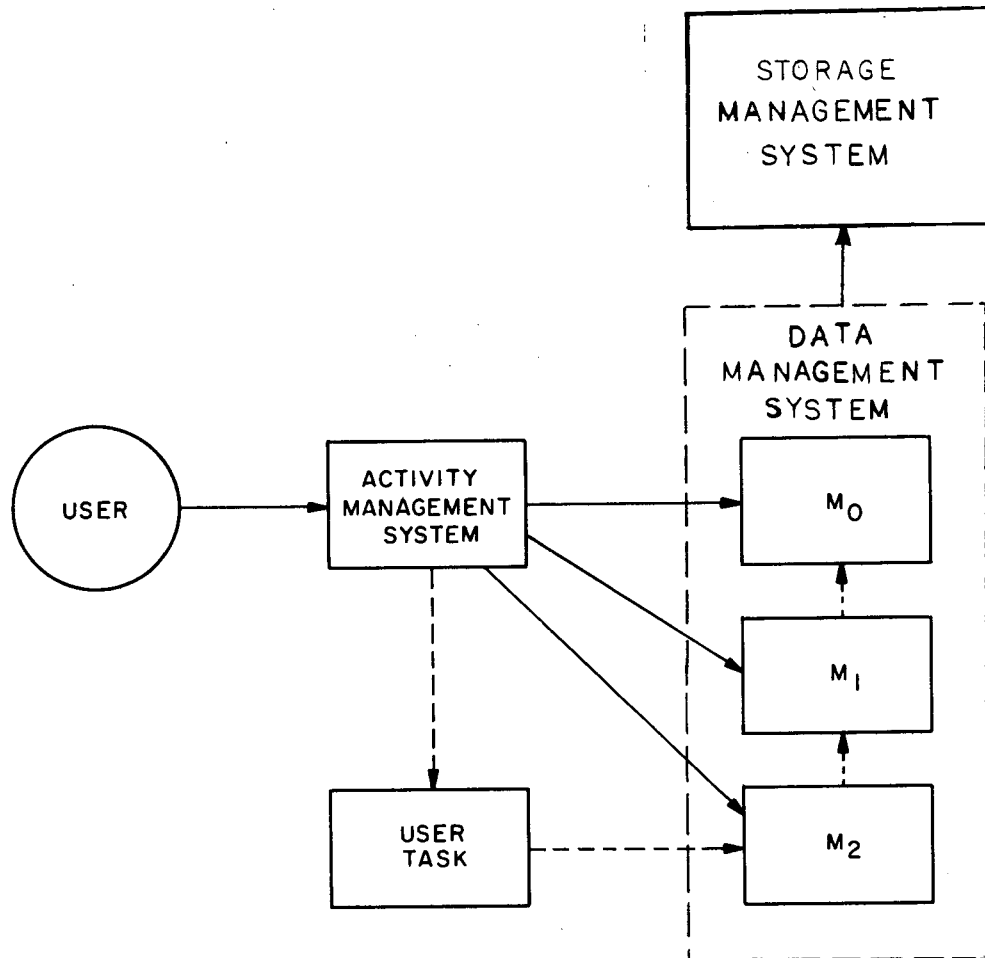 STORAGE
MANAGEMENT
SYSTEM
DATA
MANAGEMENT
SYSTEM
USER
ACTIVITY
MANAGEMENT
SYSTEM
M0
M1
M2
USER
TASK